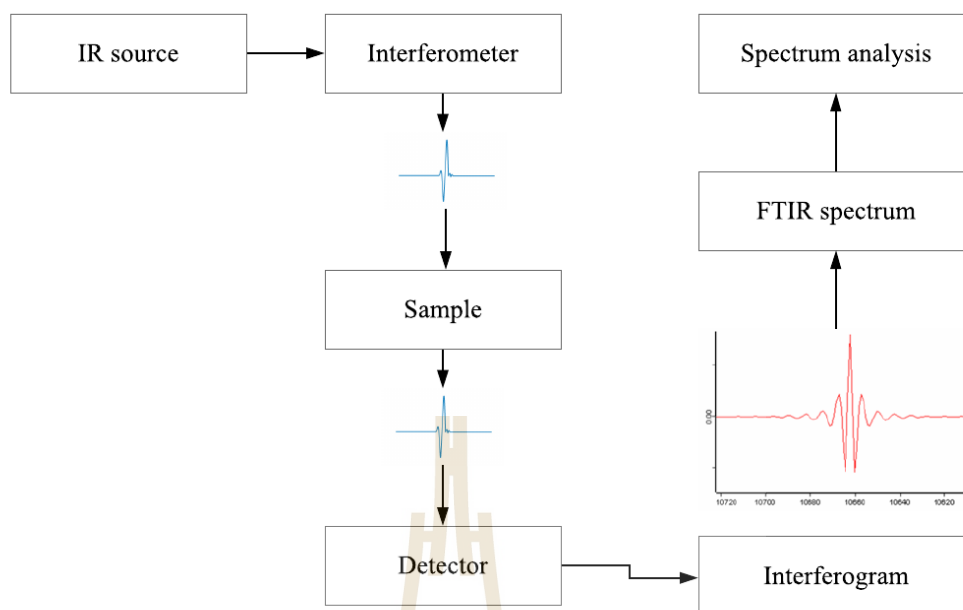 IR source
Interferometer
Spectrum analysis
FTIR spectrum
Sample
0.00
10720 10700 10680 10660 10640 10620
Detector
Interferogram